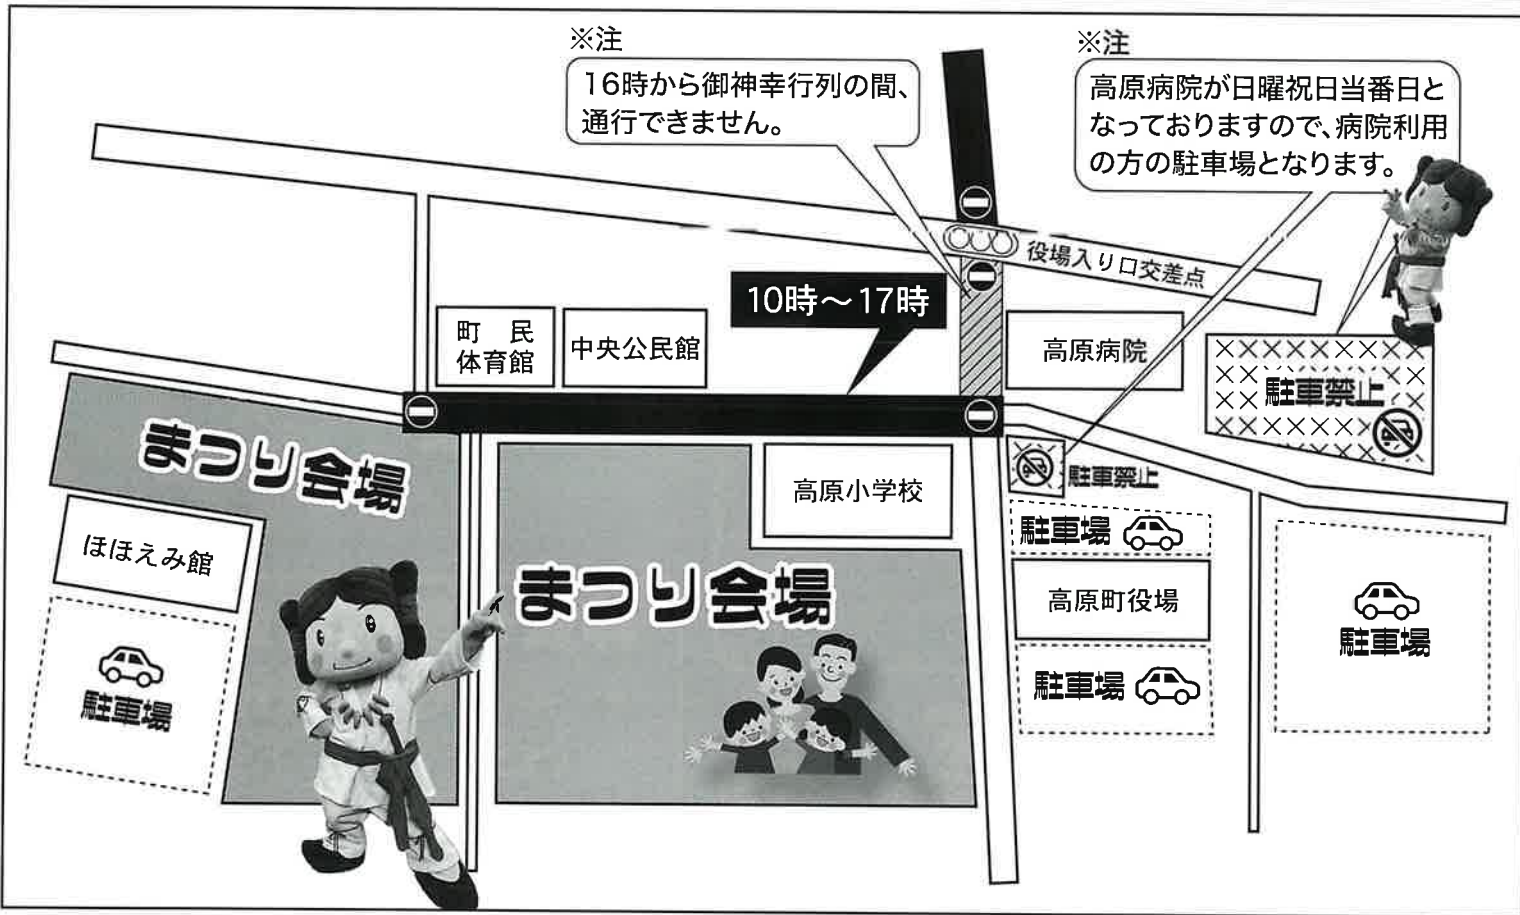 ※注
16時から御神幸行列の間、
通行できません。
※注
高原病院が日曜祝日当番日と
なっておりますので、病院利用
の方の駐車場となります。
役場入り口交差点
10時～17時
町　民
体育館
中央公民館
高原病院
駐車禁止
まつり会場
高原小学校
駐車禁止
駐車場
ほほえみ館
まつり会場
高原町役場
駐車場
駐車場
駐車場